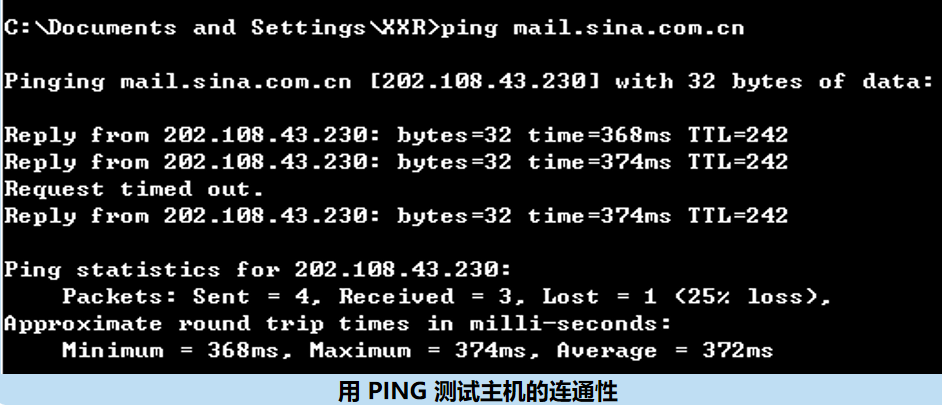 C:\Documents and Settings\XXR>ping mail.sina.com.cn
Pinging mail.sina.com.cn [202.108.43.230] with 32 bytes of data:
Reply from 202.108.43.230: bytes=32 time=368ms TTL=242
Reply from 202.108.43.230: bytes=32 time=374ms TTL=242
Request timed out.
Reply from 202.108.43.230: bytes=32 time=374ms TTL=242
Ping statistics for 202.108.43.230:
Packets: Sent = 4, Received = 3, Lost = 1 (25% loss),
Approximate round trip times in milli-seconds:
Minimum = 368ms, Maximum = 374ms, Average = 372ms
用 PING 测试主机的连通性